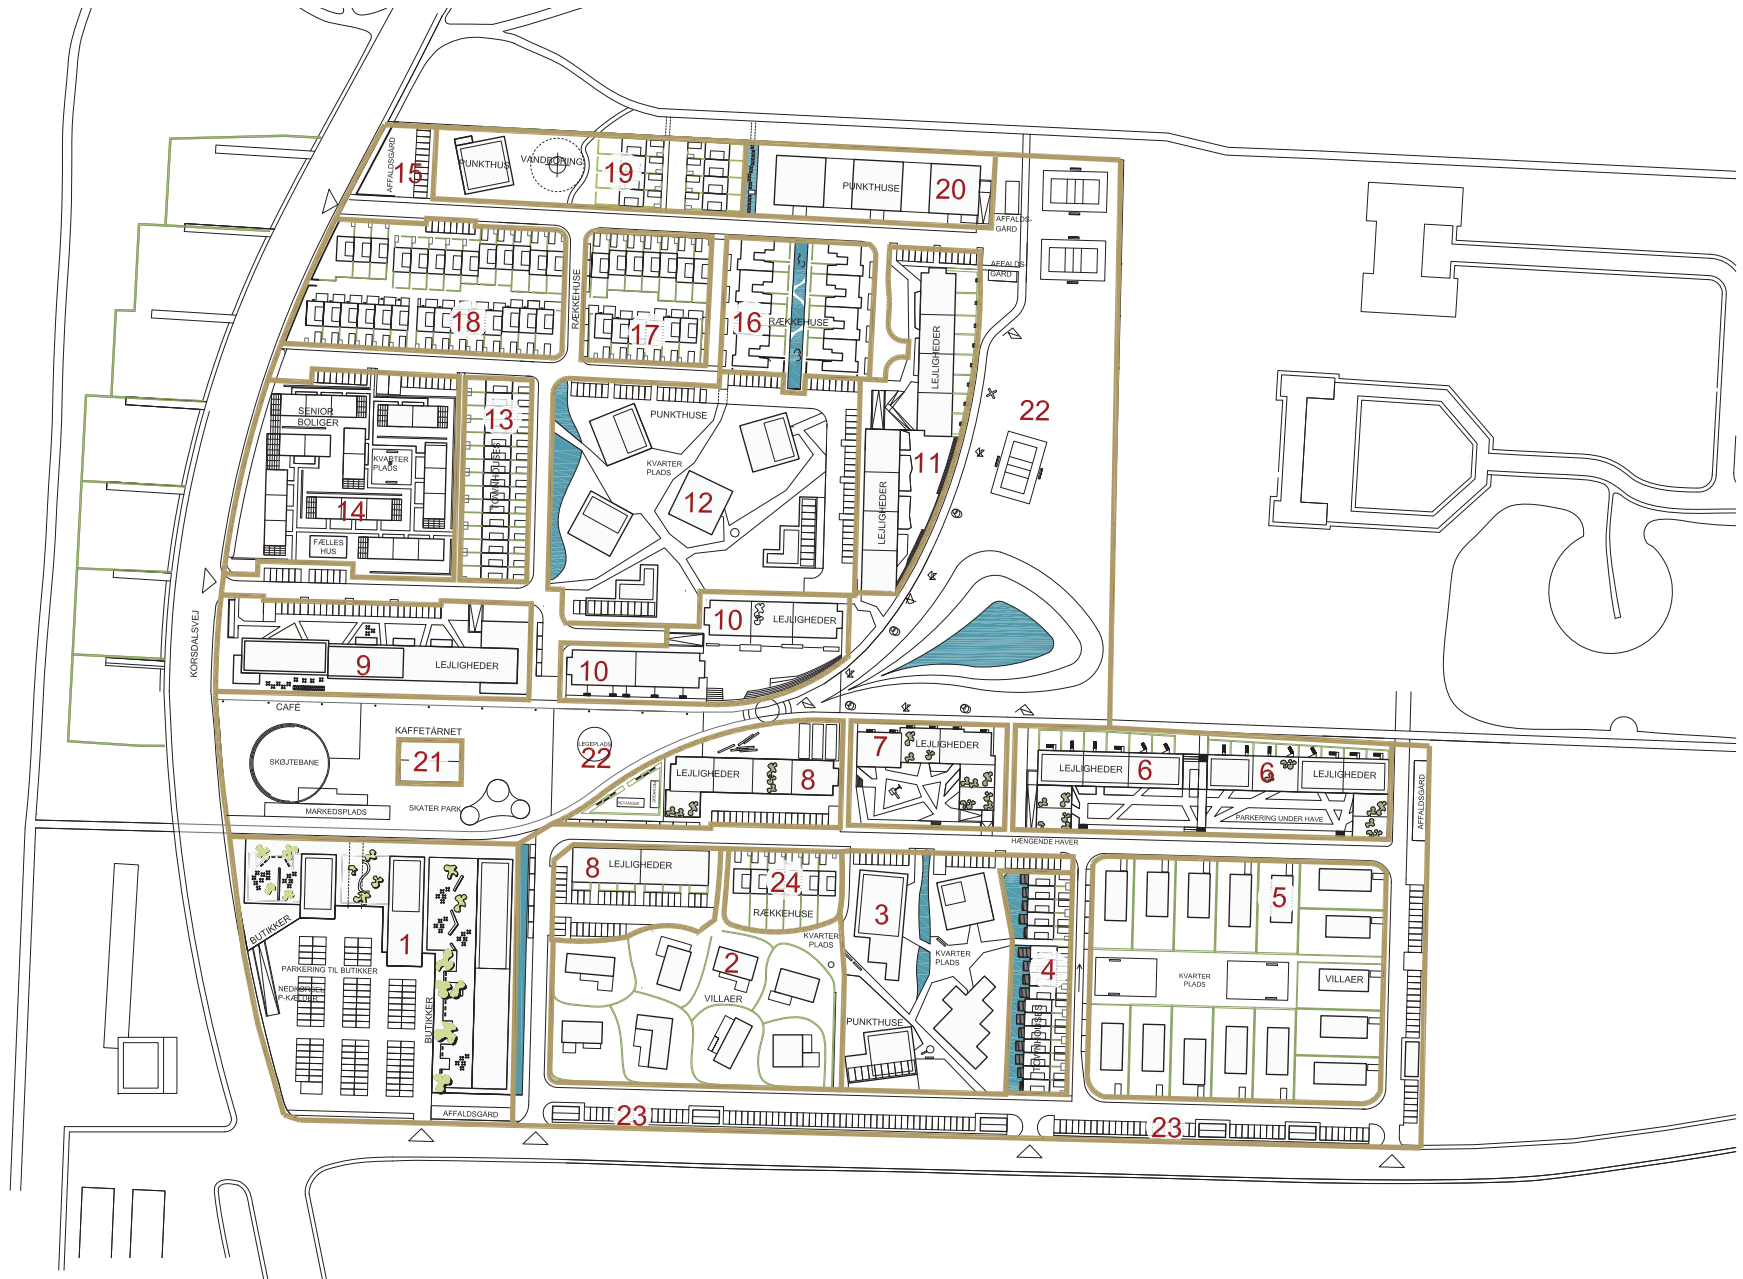 AFFALDSGÅRD
15
PUNKTHUS
VANDBORING
19
PUNKTHUSE
20
AFFALDS-
GÅRD
AFFALDS-
GÅRD
18
RÆKKEHUSE
17
16
RÆKKEHUSE
LEJLIGHEDER
22
SENIOR
BOLIGER
KVARTER
PLADS
14
FÆLLES
HUS
13
TOWNHOUSES
PUNKTHUSE
KVARTER
PLADS
12
11
LEJLIGHEDER
KORSDALSVEJ
9
LEJLIGHEDER
10
LEJLIGHEDER
10
CAFÉ
KAFFETÅRNET
21
SKØJTEBANE
MARKEDSPLADS
SKATER PARK
LEGEPLADS
22
LEJLIGHEDER
8
PETANQUE
7
LEJLIGHEDER
LEJLIGHEDER
6
6
LEJLIGHEDER
PARKERING UNDER HAVE
HÆNGENDE HAVER
AFFALDSGÅRD
BUTIKKER
1
PARKERING TIL BUTIKKER
NEDKØRSEL
P-KÆLDER
BUTIKKER
AFFALDSGÅRD
8
LEJLIGHEDER
24
RÆKKEHUSE
KVARTER
PLADS
2
VILLAER
3
KVARTER
PLADS
PUNKTHUSE
4
TOWNHOUSES
5
KVARTER
PLADS
VILLAER
23
23